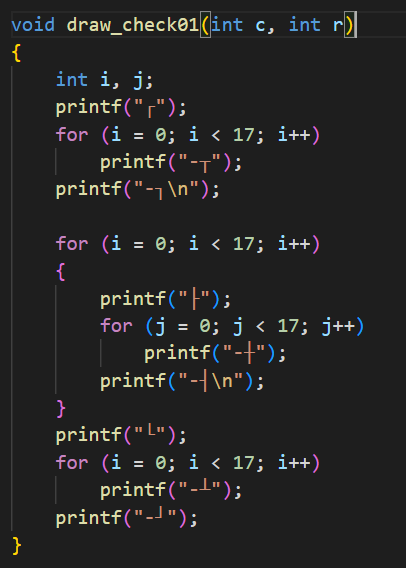 void draw_check01(int c, int r)
{
    int i, j;
    printf("┌");
    for (i = 0; i < 17; i++)
        printf("-┬");
    printf("-┐\n");

    for (i = 0; i < 17; i++)
    {
        printf("├");
        for (j = 0; j < 17; j++)
            printf("-┼");
        printf("-┤\n");
    }
    printf("└");
    for (i = 0; i < 17; i++)
        printf("-┴");
    printf("-┘");
}